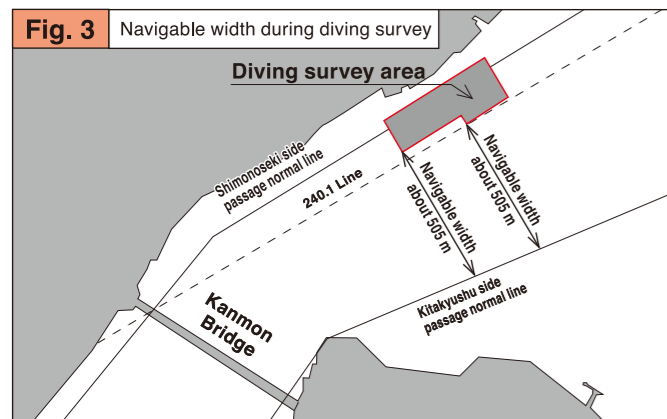 Fig. 3
Navigable width during diving survey
Diving survey area
Shimonoseki side
passage normal line
240.1 Line
Navigable width
about 505 m
Navigable width
about 505 m
Kitakyushu side
passage normal line
Kanmon
Bridge